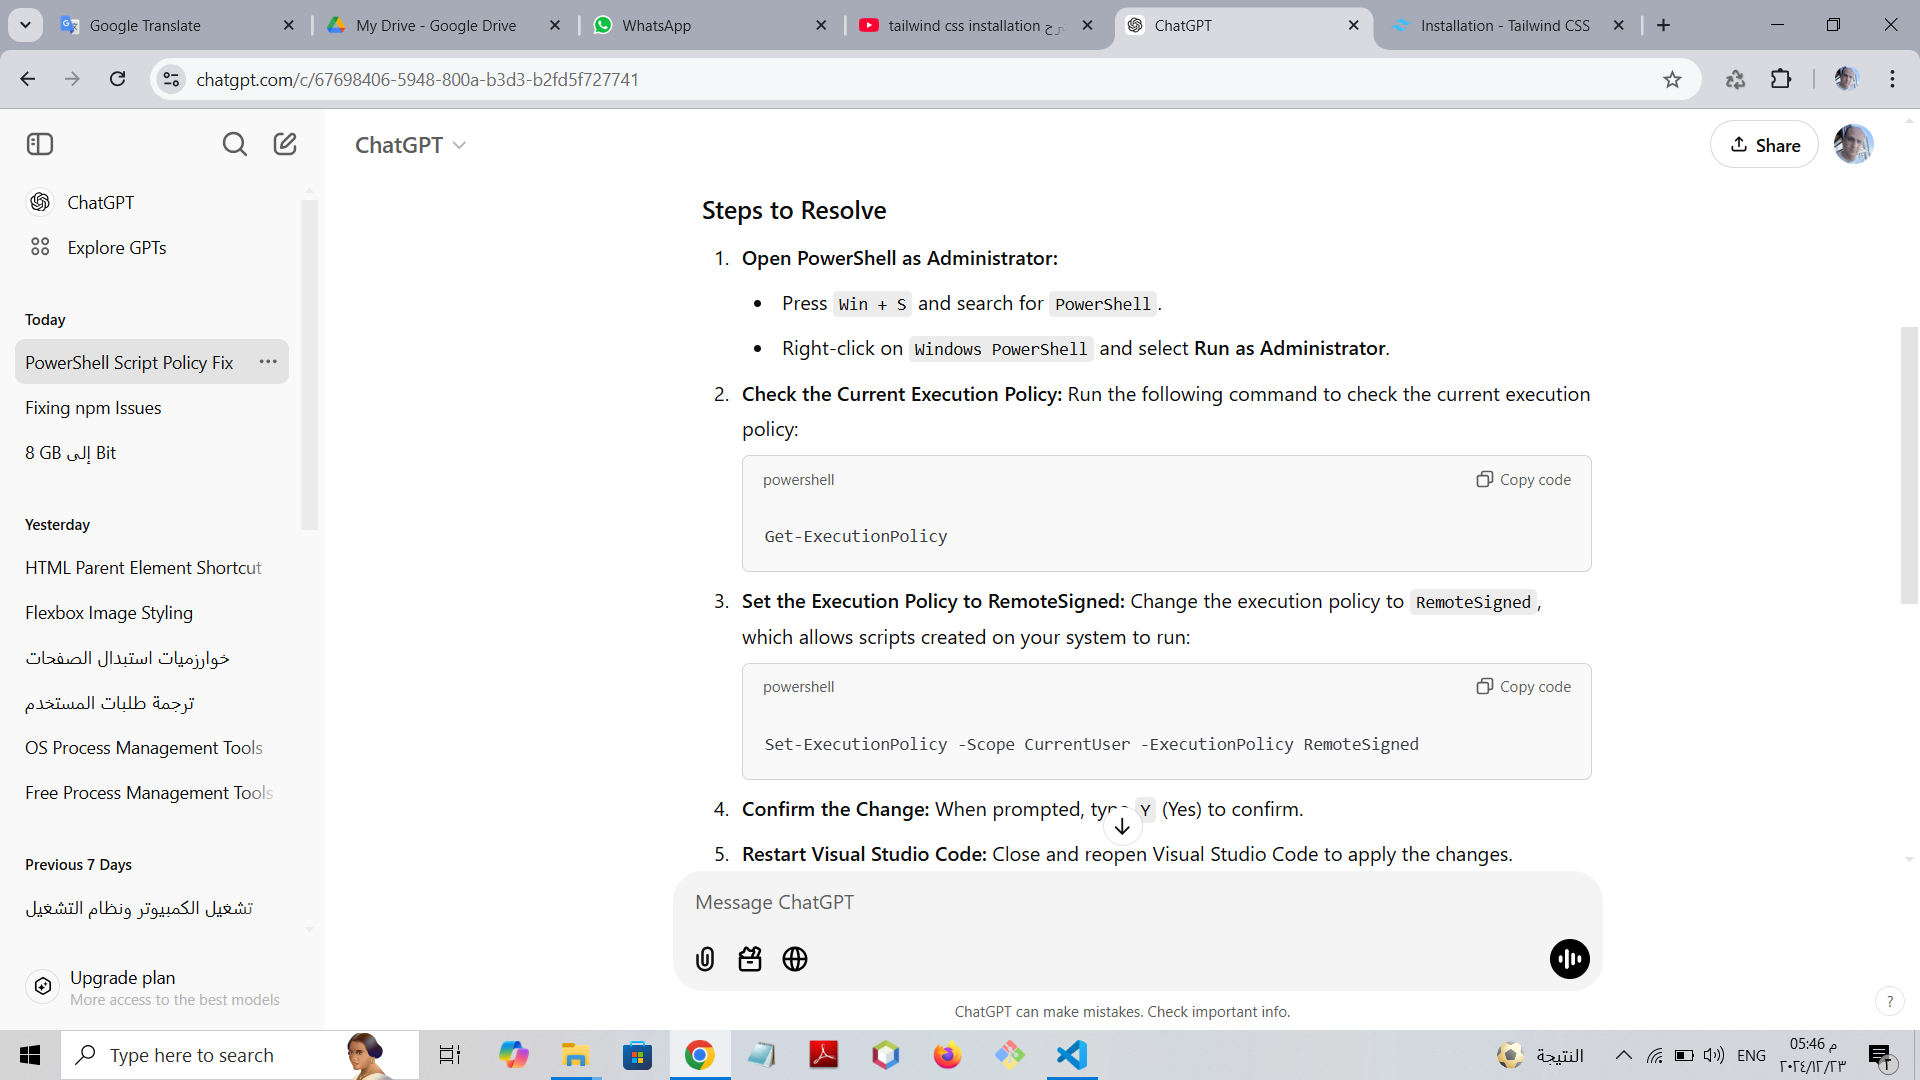 Google Translate
My Drive - Google Drive
WhatsApp
tailwind css installation
ChatGPT
Installation - Tailwind CSS
chatgpt.com/c/67698406-5948-800a-b3d3-b2fd5f727741
ChatGPT
Share
ChatGPT
Explore GPTs
Today
PowerShell Script Policy Fix
Fixing npm Issues
8 GB إلى Bit
Yesterday
HTML Parent Element Shortcut
Flexbox Image Styling
خوارزميات استبدال الصفحات
ترجمة طلبات المستخدم
OS Process Management Tools
Free Process Management Tools
Previous 7 Days
تشغيل الكمبيوتر ونظام التشغيل
Upgrade plan
More access to the best models
Steps to Resolve
1. Open PowerShell as Administrator:
• Press Win + S and search for PowerShell.
• Right-click on Windows PowerShell and select Run as Administrator.
2. Check the Current Execution Policy: Run the following command to check the current execution
policy:
powershell
Copy code
Get-ExecutionPolicy
3. Set the Execution Policy to RemoteSigned: Change the execution policy to RemoteSigned,
which allows scripts created on your system to run:
powershell
Copy code
Set-ExecutionPolicy -Scope CurrentUser -ExecutionPolicy RemoteSigned
4. Confirm the Change: When prompted, type Y (Yes) to confirm.
5. Restart Visual Studio Code: Close and reopen Visual Studio Code to apply the changes.
Message ChatGPT
ChatGPT can make mistakes. Check important info.
?
Type here to search
النتيجة
ENG
05:46 م
٢٠٢٤/١٢/٢٣
٢